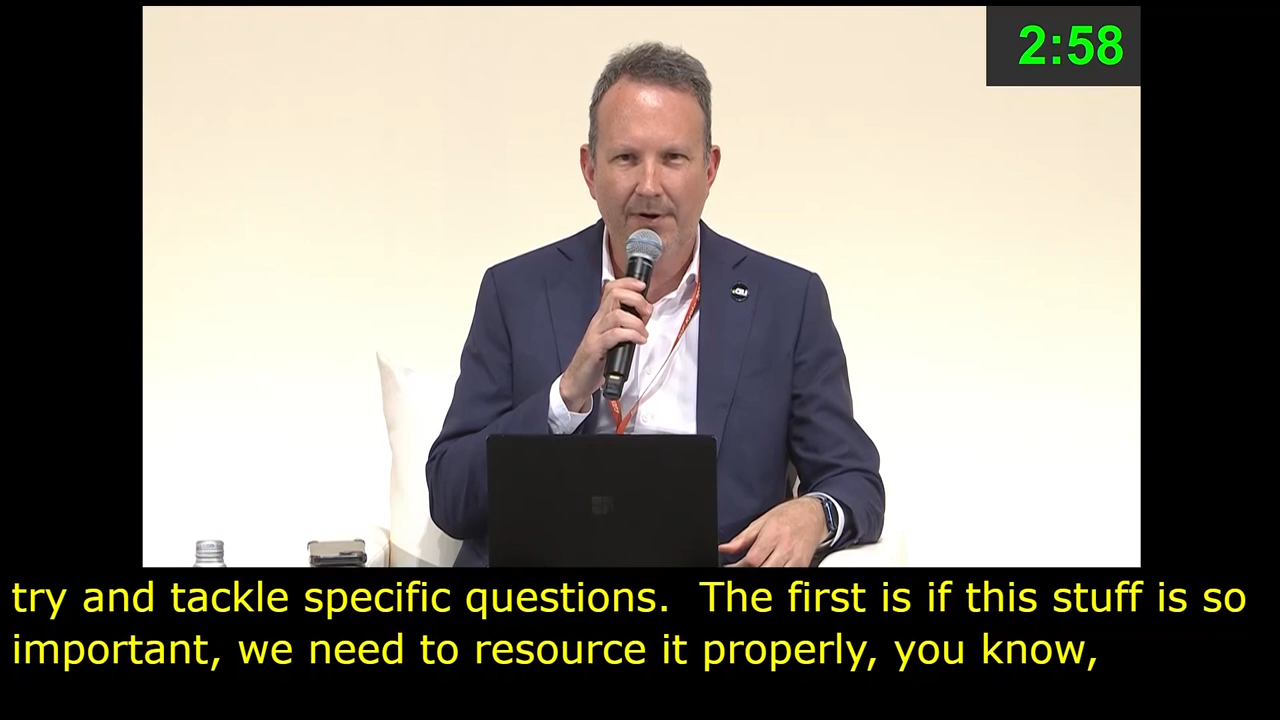 2:58
try and tackle specific questions.  The first is if this stuff is so
important, we need to resource it properly, you know,